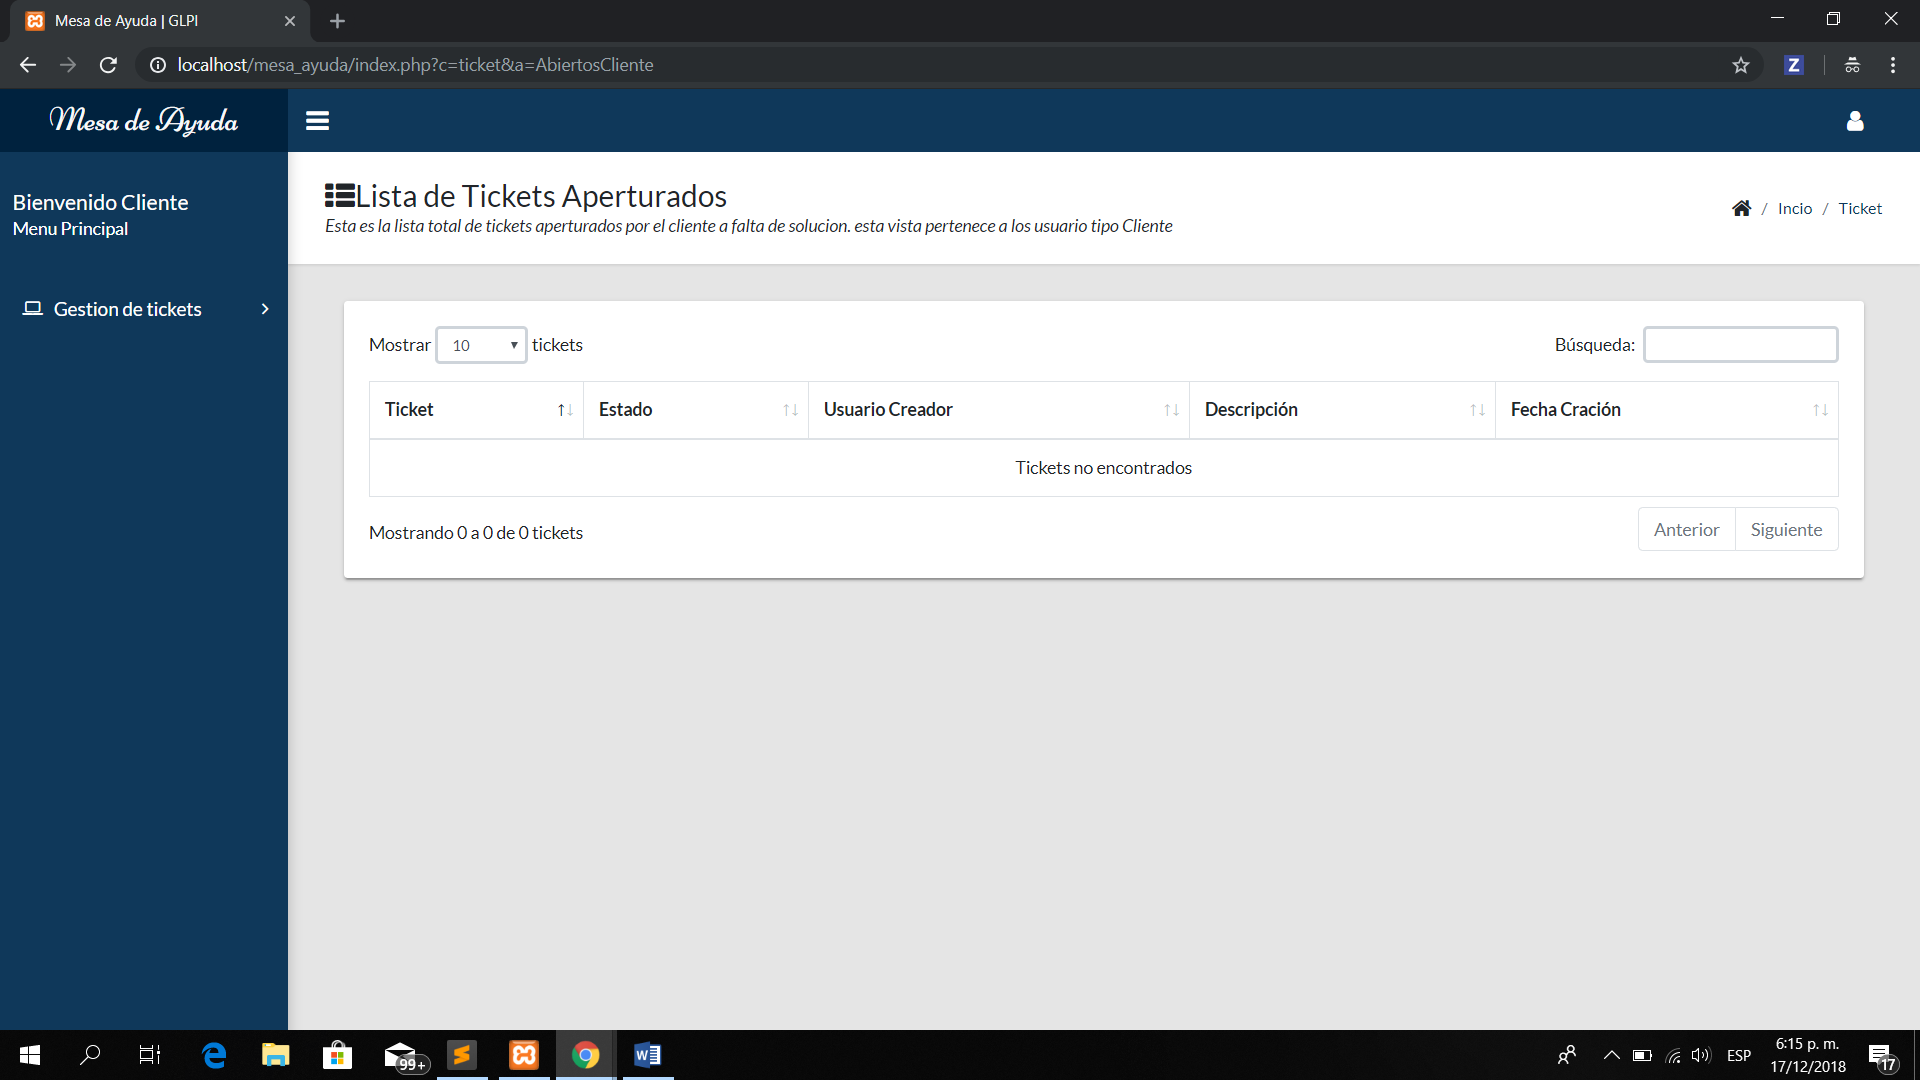 Mesa de Ayuda | GLPI
localhost/mesa_ayuda/index.php?c=ticket&a=AbiertosCliente
Z
Mesa de Ayuda
Bienvenido Cliente
Menu Principal
Gestion de tickets
Lista de Tickets Aperturados
Esta es la lista total de tickets aperturados por el cliente a falta de solucion. esta vista pertenece a los usuario tipo Cliente
/ Incio / Ticket
Mostrar 10 tickets
Búsqueda:
Ticket Estado Usuario Creador Descripción Fecha Cración
Tickets no encontrados
Mostrando 0 a 0 de 0 tickets
Anterior Siguiente
99+
ESP
6:15 p. m.
17/12/2018
17